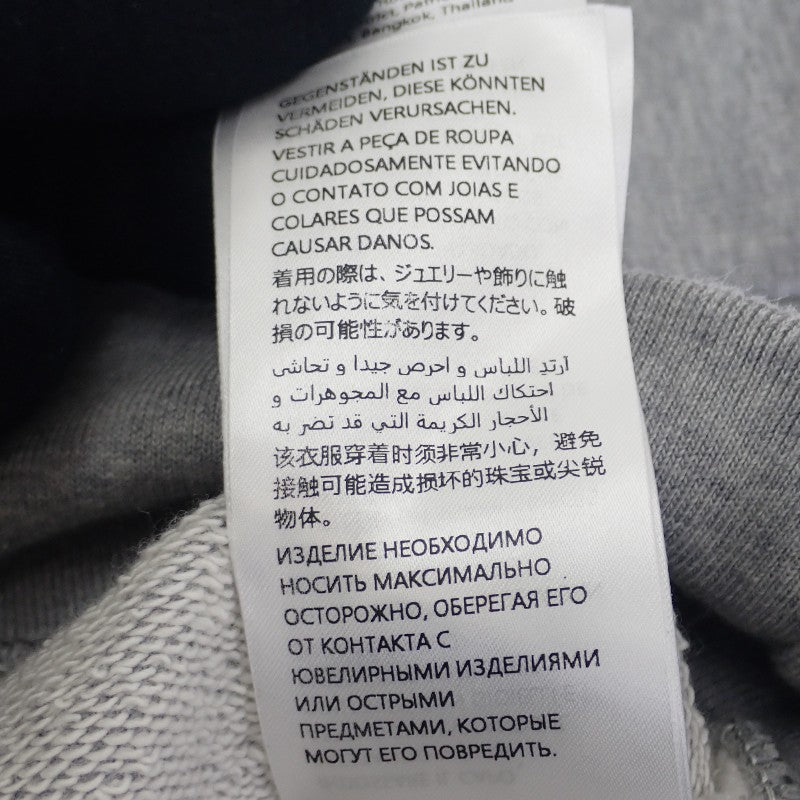 Bangkok, Thailand
GEGENSTÄNDEN IST ZU
VERMEIDEN, DIESE KÖNNTEN
SCHÄDEN VERURSACHEN.
VESTIR A PEÇA DE ROUPA
CUIDADOSAMENTE EVITANDO
O CONTATO COM JOIAS E
COLARES QUE POSSAM
CAUSAR DANOS.
着用の際は、ジュエリーや飾りに触
れないように気を付けてください。破
損の可能性があります。
آرتدِ اللباس و احرص جيدا و تحاشى
احتكاك اللباس مع المجوهرات و
الأحجار الكريمة التي قد تضر به
该衣服穿着时须非常小心，避免
接触可能造成损坏的珠宝或尖锐
物体。
ИЗДЕЛИЕ НЕОБХОДИМО
НОСИТЬ МАКСИМАЛЬНО
ОСТОРОЖНО, ОБЕРЕГАЯ ЕГО
ОТ КОНТАКТА С
ЮВЕЛИРНЫМИ ИЗДЕЛИЯМИ
ИЛИ ОСТРЫМИ
ПРЕДМЕТАМИ, КОТОРЫЕ
МОГУТ ЕГО ПОВРЕДИТЬ.